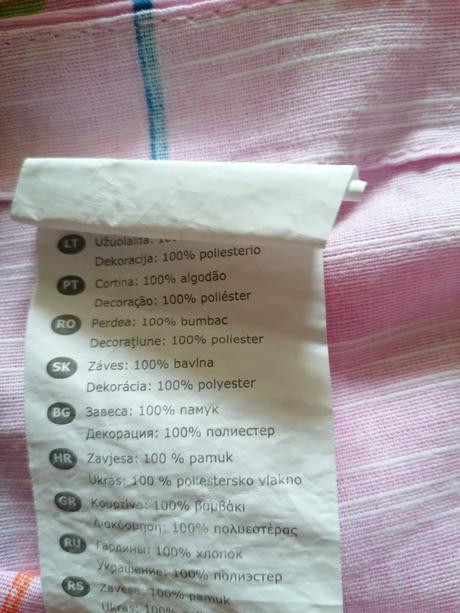 LT Užuolaida:
Dekoracija: 100% poliesterio
PT Cortina: 100% algodão
Decoração: 100% poliéster
RO Perdea: 100% bumbac
Decorațiune: 100% poliester
SK Záves: 100% bavlna
Dekorácia: 100% polyester
BG Завеса: 100% памук
Декорация: 100% полиестер
HR Zavjesa: 100 % pamuk
Ukras: 100 % poliestersko vlakno
GR Κουρτίνα: 100% βαμβάκι
Διακόσμηση: 100% πολυεστέρας
RU Гардины: 100% хлопок
Украшение: 100% полиэстер
RS Zavesa: 100% pamuk
Ukras: 100%